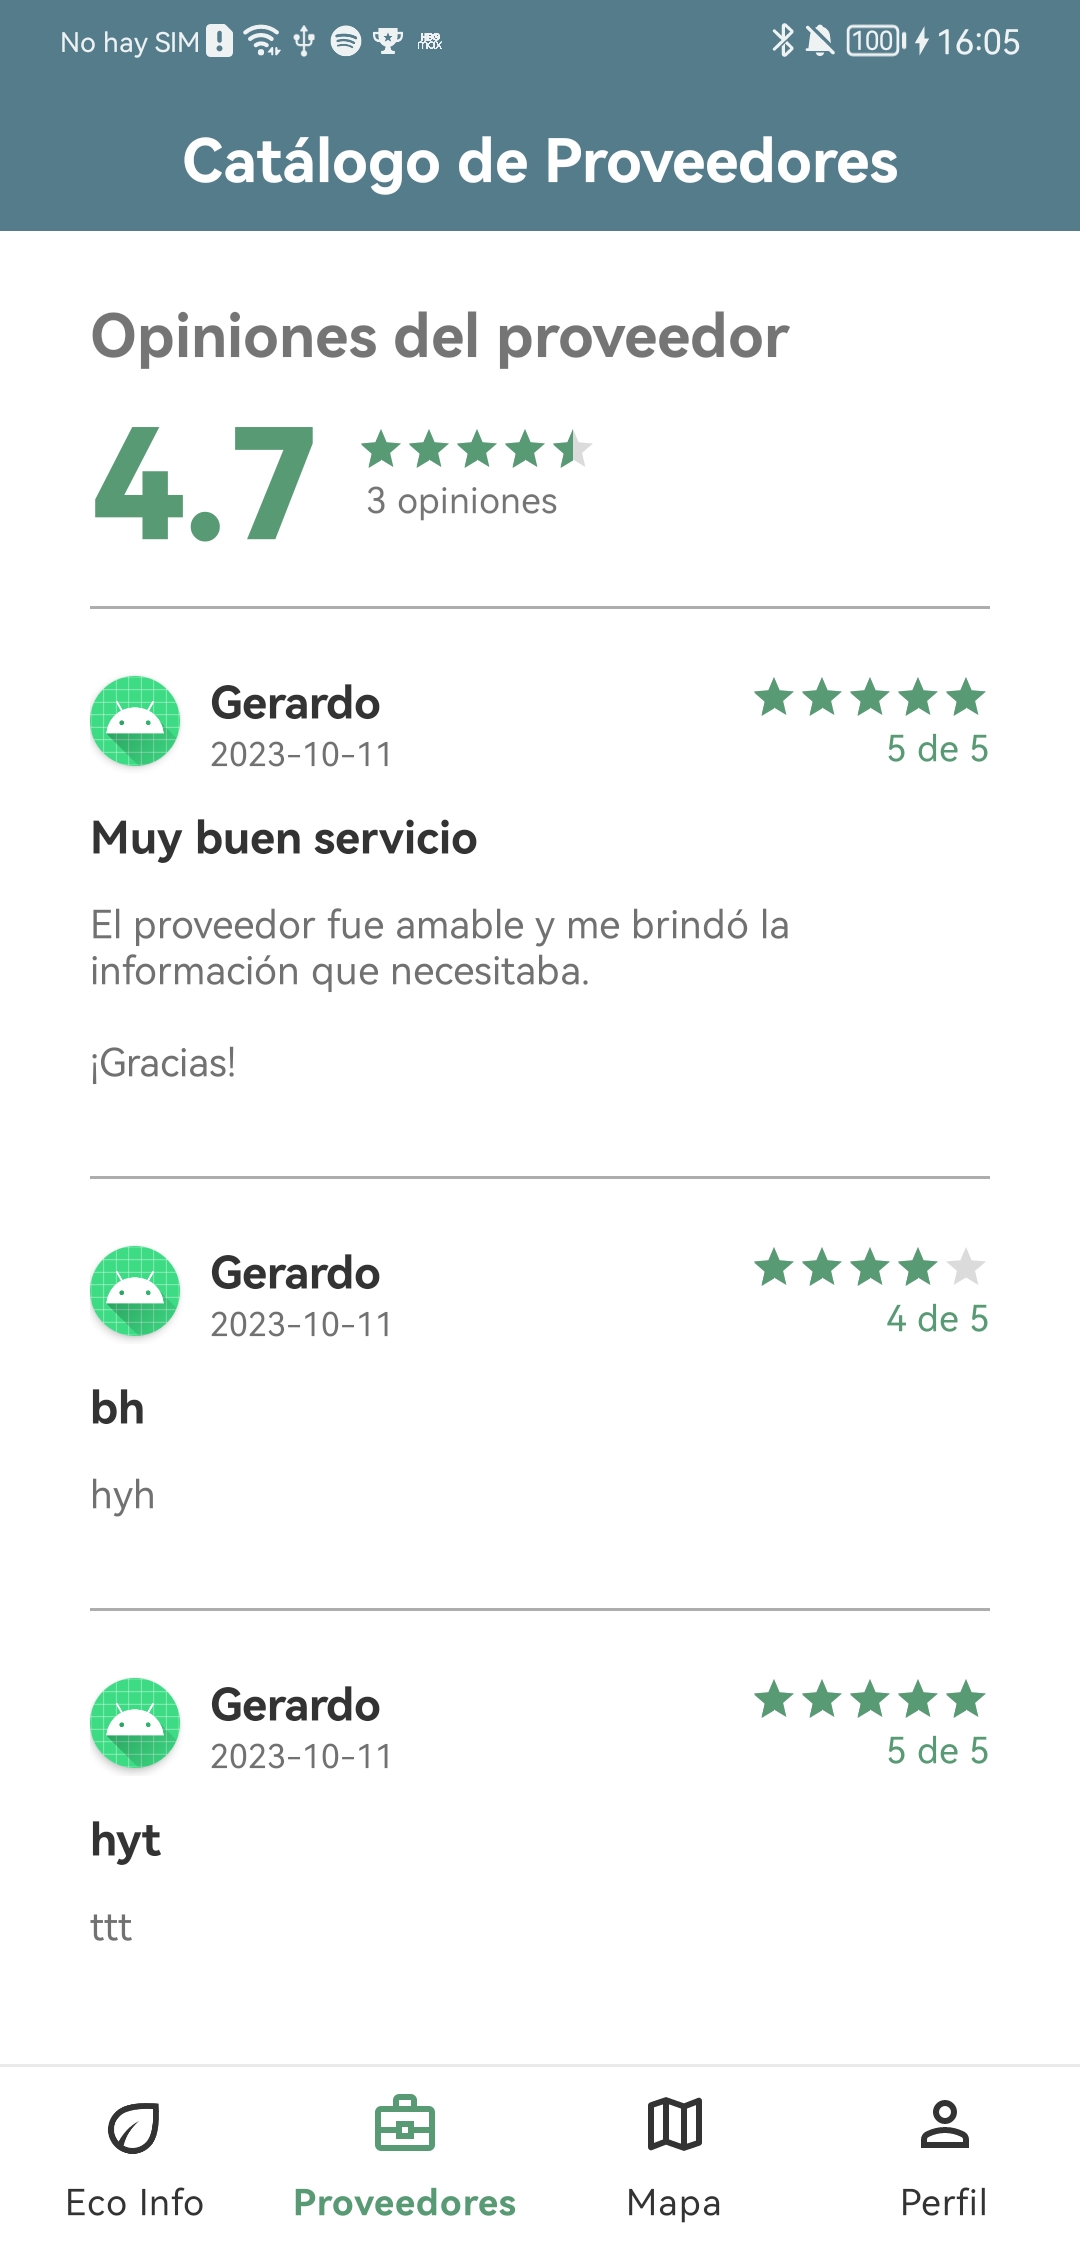 No hay SIM
HBO
max
100
16:05
Catálogo de Proveedores
Opiniones del proveedor
4.7
3 opiniones
Gerardo
2023-10-11
5 de 5
Muy buen servicio
El proveedor fue amable y me brindó la
información que necesitaba.
¡Gracias!
Gerardo
2023-10-11
4 de 5
bh
hyh
Gerardo
2023-10-11
5 de 5
hyt
ttt
Eco Info
Proveedores
Mapa
Perfil